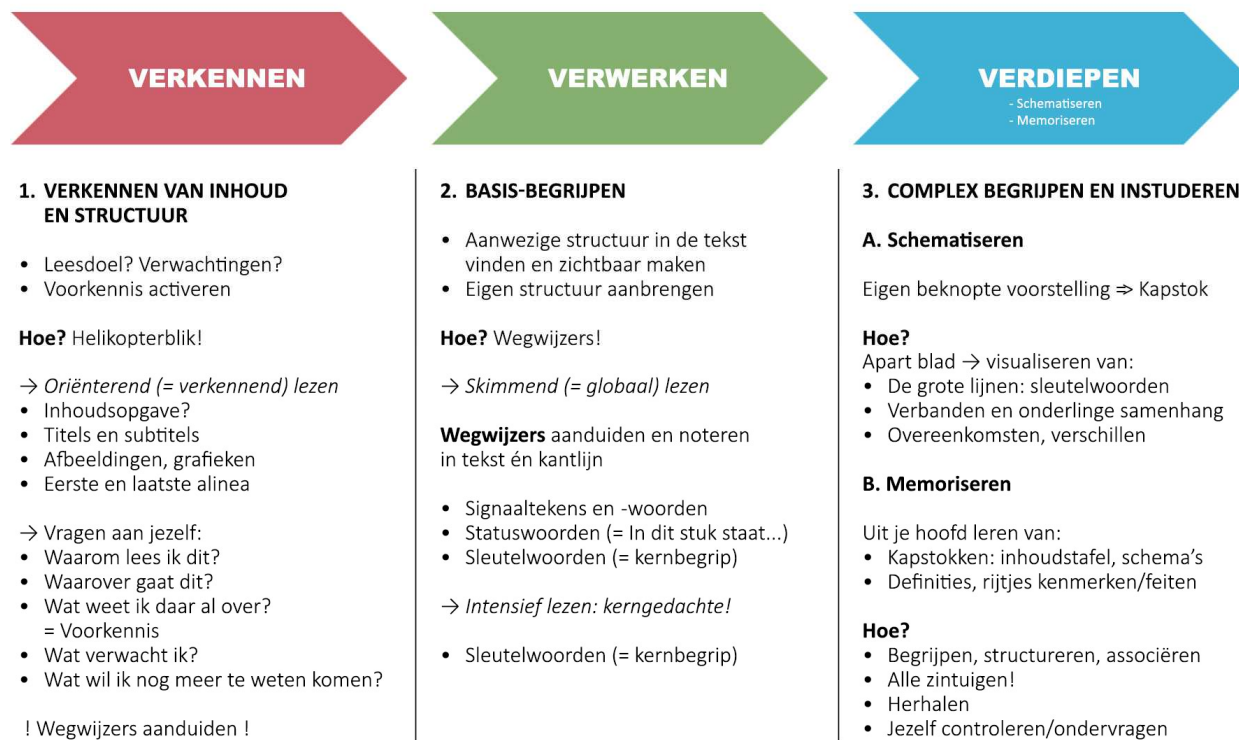 VERKENNEN
VERWERKEN
VERDIEPEN
- Schematiseren
- Memoriseren
1. VERKENNEN VAN INHOUD
EN STRUCTUUR
• Leesdoel? Verwachtingen?
• Voorkennis activeren
Hoe? Helikopterblik!
→ Oriënterend (= verkennend) lezen
• Inhoudsopgave?
• Titels en subtitels
• Afbeeldingen, grafieken
• Eerste en laatste alinea
→ Vragen aan jezelf:
• Waarom lees ik dit?
• Waarover gaat dit?
• Wat weet ik daar al over?
= Voorkennis
• Wat verwacht ik?
• Wat wil ik nog meer te weten komen?
! Wegwijzers aanduiden !
2. BASIS-BEGRIJPEN
• Aanwezige structuur in de tekst
vinden en zichtbaar maken
• Eigen structuur aanbrengen
Hoe? Wegwijzers!
→ Skimmend (= globaal) lezen
Wegwijzers aanduiden en noteren
in tekst én kantlijn
• Signaaltekens en -woorden
• Statuswoorden (= In dit stuk staat...)
• Sleutelwoorden (= kernbegrip)
→ Intensief lezen: kerngedachte!
• Sleutelwoorden (= kernbegrip)
3. COMPLEX BEGRIJPEN EN INSTUDEREN
A. Schematiseren
Eigen beknopte voorstelling ⇒ Kapstok
Hoe?
Apart blad → visualiseren van:
• De grote lijnen: sleutelwoorden
• Verbanden en onderlinge samenhang
• Overeenkomsten, verschillen
B. Memoriseren
Uit je hoofd leren van:
• Kapstokken: inhoudstafel, schema's
• Definities, rijtjes kenmerken/feiten
Hoe?
• Begrijpen, structureren, associëren
• Alle zintuigen!
• Herhalen
• Jezelf controleren/ondervragen